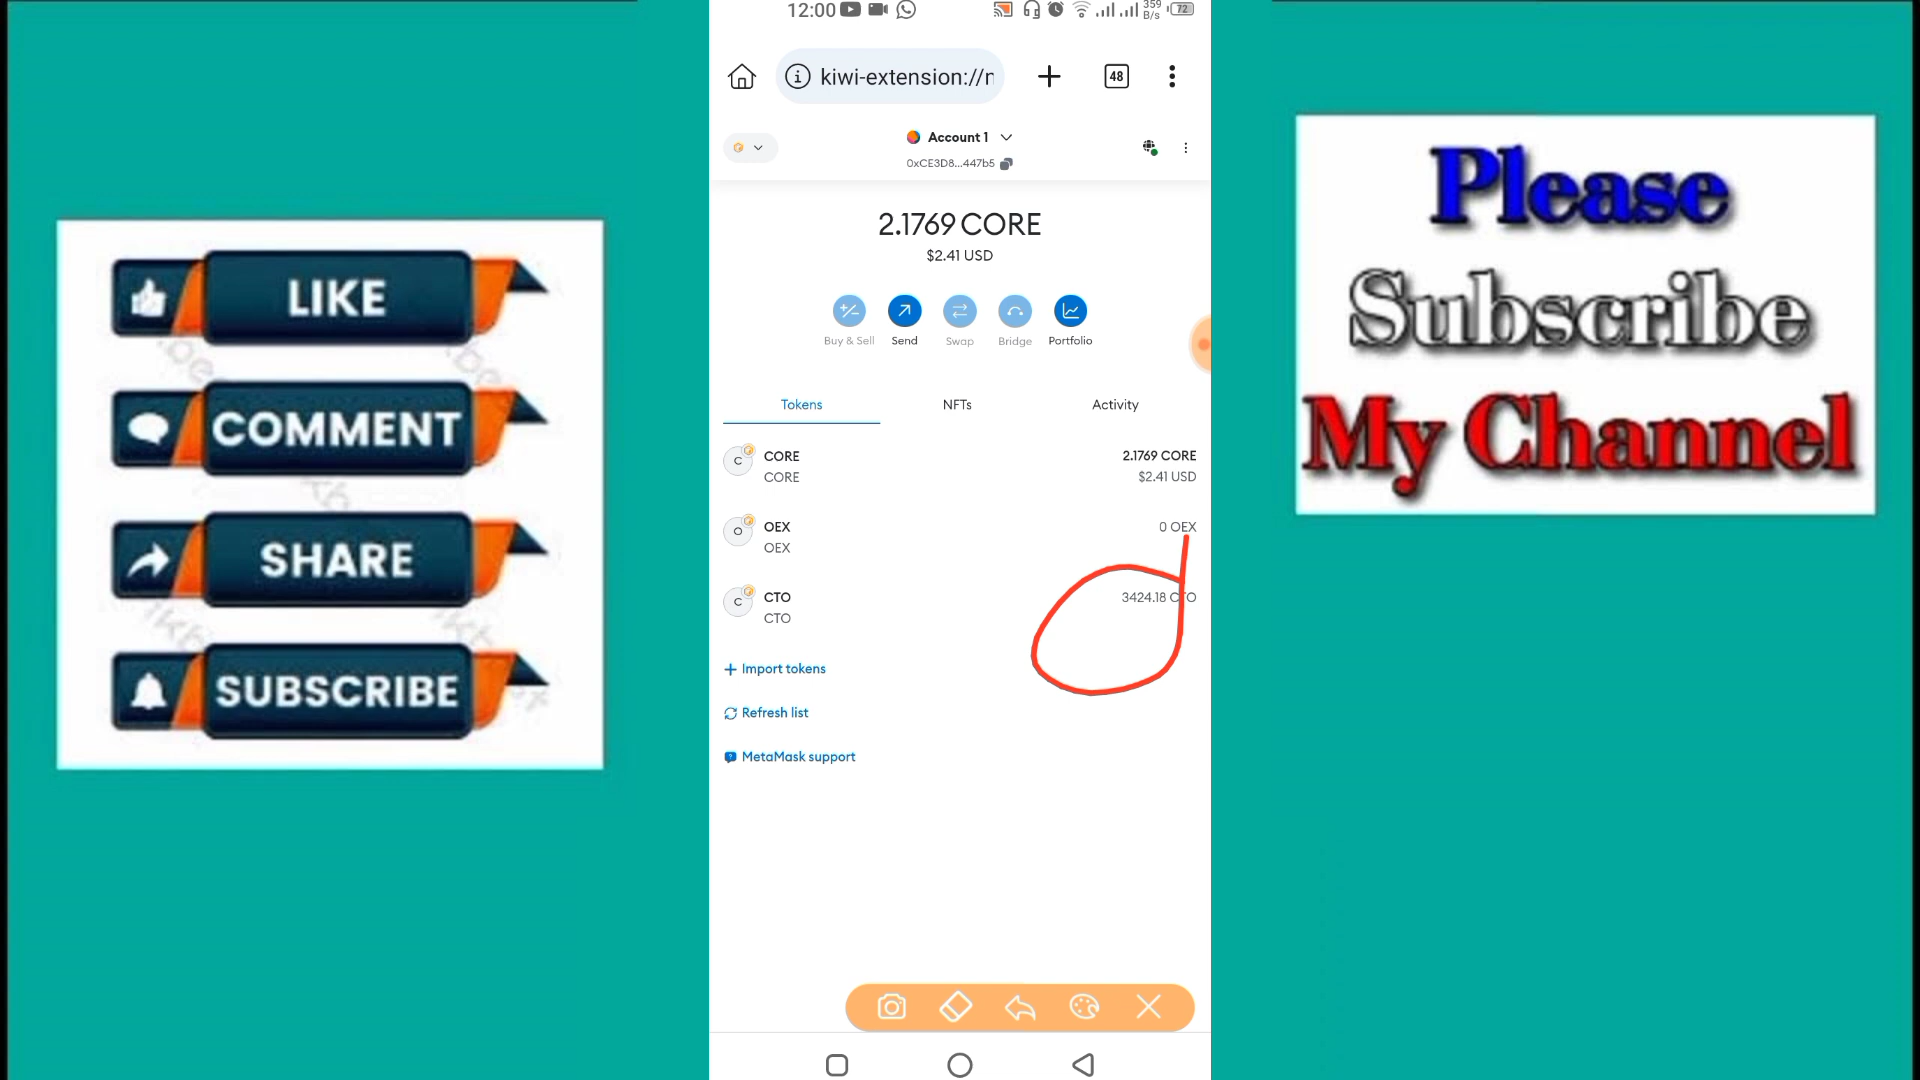 LIKE
COMMENT
SHARE
SUBSCRIBE
12:00
359
B/s
72
kiwi-extension://r
48
Account 1
0xCE3D8...447b5
2.1769 CORE
$2.41 USD
Buy & Sell
Send
Swap
Bridge
Portfolio
Tokens
NFTs
Activity
C
CORE
2.1769 CORE
CORE
$2.41 USD
O
OEX
0 OEX
OEX
C
CTO
3424.18 CTO
CTO
Import tokens
Refresh list
MetaMask support
Please
Subscribe
My Channel